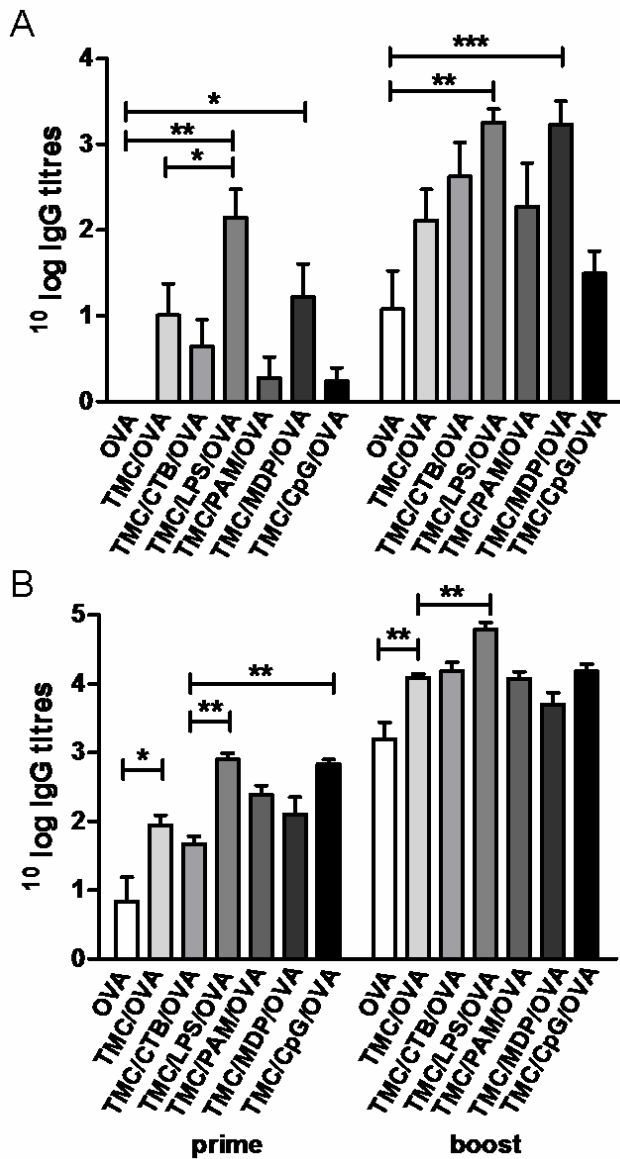 A
4
3
2
1
0
10 log IgG titres
*
**
*
***
**
OVA
TMC/OVA
TMC/CTB/OVA
TMC/LPS/OVA
TMC/PAM/OVA
TMC/MDP/OVA
TMC/CpG/OVA
OVA
TMC/OVA
TMC/CTB/OVA
TMC/LPS/OVA
TMC/PAM/OVA
TMC/MDP/OVA
TMC/CpG/OVA
B
5
4
3
2
1
0
10 log IgG titres
*
**
**
**
**
OVA
TMC/OVA
TMC/CTB/OVA
TMC/LPS/OVA
TMC/PAM/OVA
TMC/MDP/OVA
TMC/CpG/OVA
OVA
TMC/OVA
TMC/CTB/OVA
TMC/LPS/OVA
TMC/PAM/OVA
TMC/MDP/OVA
TMC/CpG/OVA
prime
boost